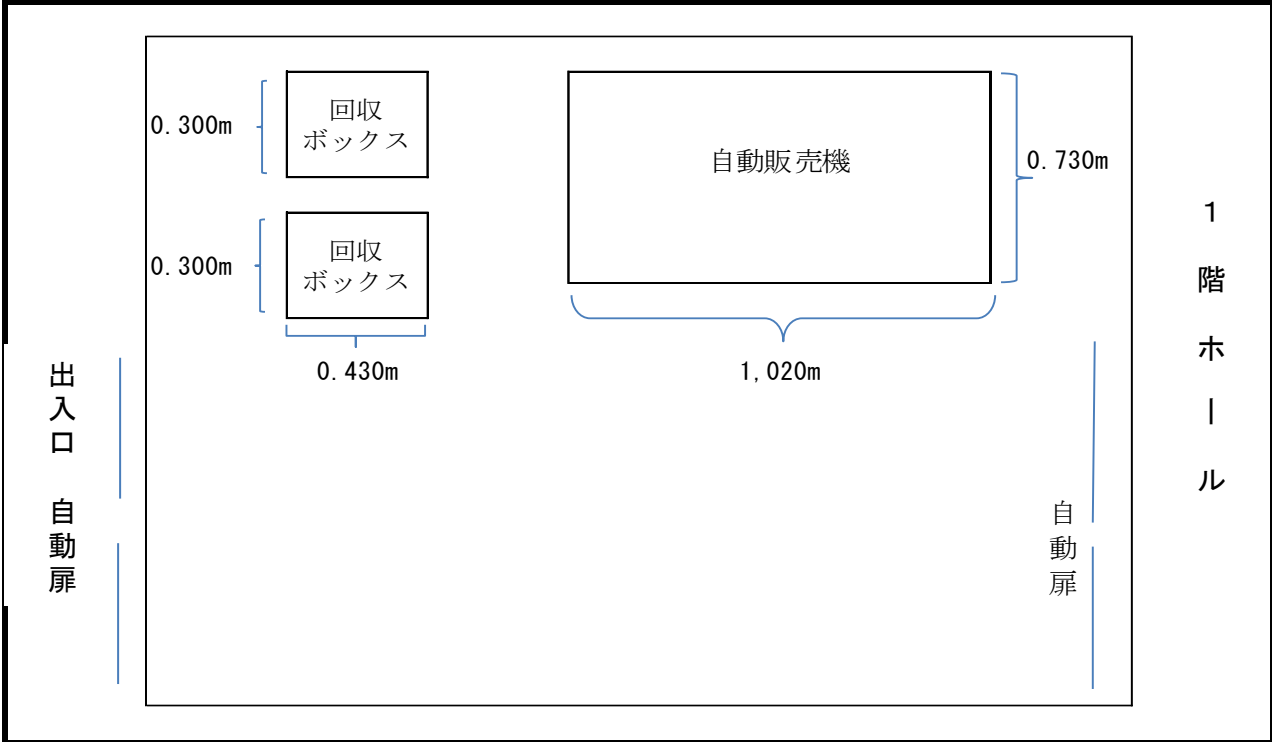 0.300m
回収
ボックス
自動販売機
0.730m
0.300m
回収
ボックス
0.430m
1,020m
出入口 自動扉
自動扉
1階ホール